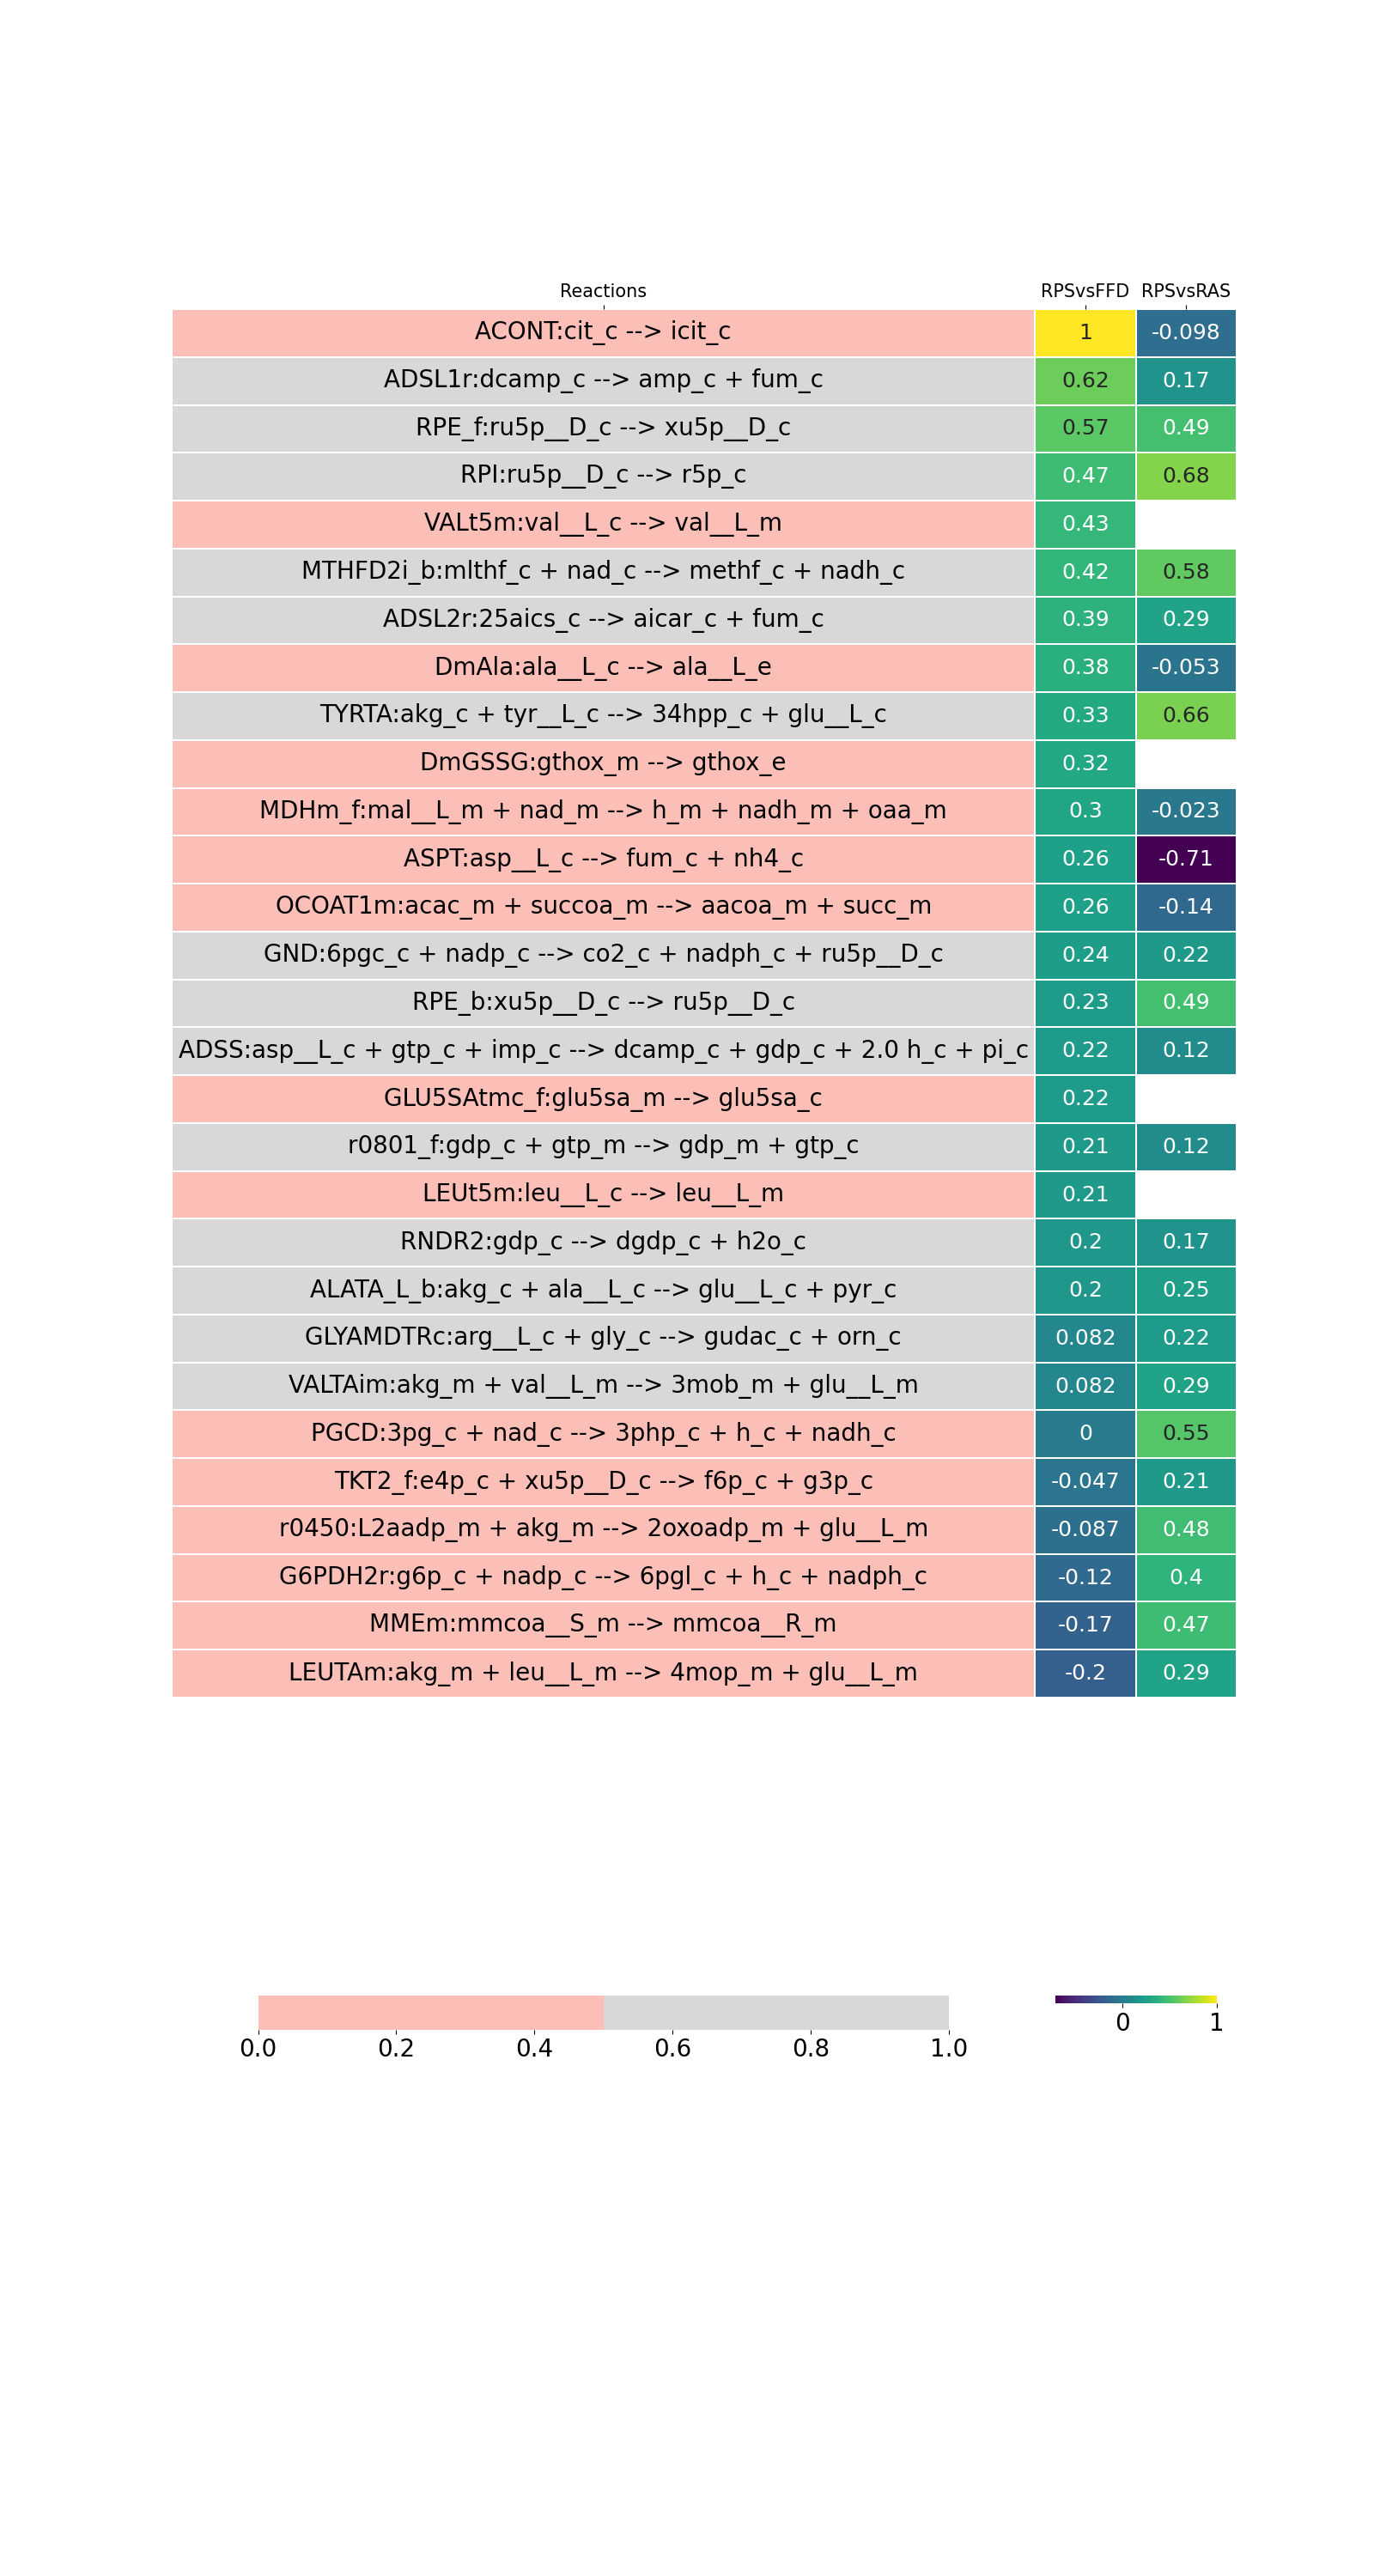 Reactions RPSvsFFD RPSvsRAS
ACONT:cit_c --> icit_c 1 -0.098
ADSL1r:dcamp_c --> amp_c + fum_c 0.62 0.17
RPE_f:ru5p__D_c --> xu5p__D_c 0.57 0.49
RPI:ru5p__D_c --> r5p_c 0.47 0.68
VALt5m:val__L_c --> val__L_m 0.43
MTHFD2i_b:mlthf_c + nad_c --> methf_c + nadh_c 0.42 0.58
ADSL2r:25aics_c --> aicar_c + fum_c 0.39 0.29
DmAla:ala__L_c --> ala__L_e 0.38 -0.053
TYRTA:akg_c + tyr__L_c --> 34hpp_c + glu__L_c 0.33 0.66
DmGSSG:gthox_m --> gthox_e 0.32
MDHm_f:mal__L_m + nad_m --> h_m + nadh_m + oaa_m 0.3 -0.023
ASPT:asp__L_c --> fum_c + nh4_c 0.26 -0.71
OCOAT1m:acac_m + succoa_m --> aacoa_m + succ_m 0.26 -0.14
GND:6pgc_c + nadp_c --> co2_c + nadph_c + ru5p__D_c 0.24 0.22
RPE_b:xu5p__D_c --> ru5p__D_c 0.23 0.49
ADSS:asp__L_c + gtp_c + imp_c --> dcamp_c + gdp_c + 2.0 h_c + pi_c 0.22 0.12
GLU5SAtmc_f:glu5sa_m --> glu5sa_c 0.22
r0801_f:gdp_c + gtp_m --> gdp_m + gtp_c 0.21 0.12
LEUt5m:leu__L_c --> leu__L_m 0.21
RNDR2:gdp_c --> dgdp_c + h2o_c 0.2 0.17
ALATA_L_b:akg_c + ala__L_c --> glu__L_c + pyr_c 0.2 0.25
GLYAMDTRc:arg__L_c + gly_c --> gudac_c + orn_c 0.082 0.22
VALTAim:akg_m + val__L_m --> 3mob_m + glu__L_m 0.082 0.29
PGCD:3pg_c + nad_c --> 3php_c + h_c + nadh_c 0 0.55
TKT2_f:e4p_c + xu5p__D_c --> f6p_c + g3p_c -0.047 0.21
r0450:L2aadp_m + akg_m --> 2oxoadp_m + glu__L_m -0.087 0.48
G6PDH2r:g6p_c + nadp_c --> 6pgl_c + h_c + nadph_c -0.12 0.4
MMEm:mmcoa__S_m --> mmcoa__R_m -0.17 0.47
LEUTAm:akg_m + leu__L_m --> 4mop_m + glu__L_m -0.2 0.29
0.0 0.2 0.4 0.6 0.8 1.0
0 1